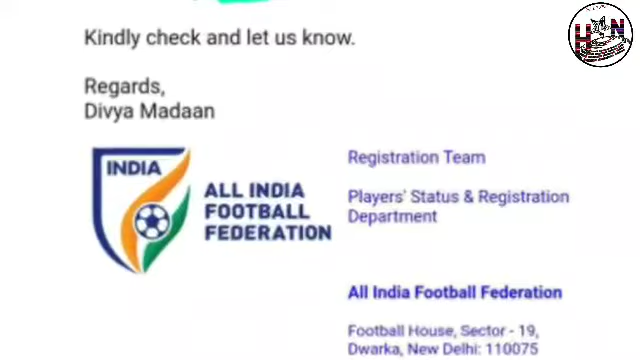 Kindly check and let us know.
Regards,
Divya Madaan
INDIA
ALL INDIA
FOOTBALL
FEDERATION
Registration Team
Players' Status & Registration
Department
All India Football Federation
Football House, Sector - 19,
Dwarka, New Delhi: 110075
H N